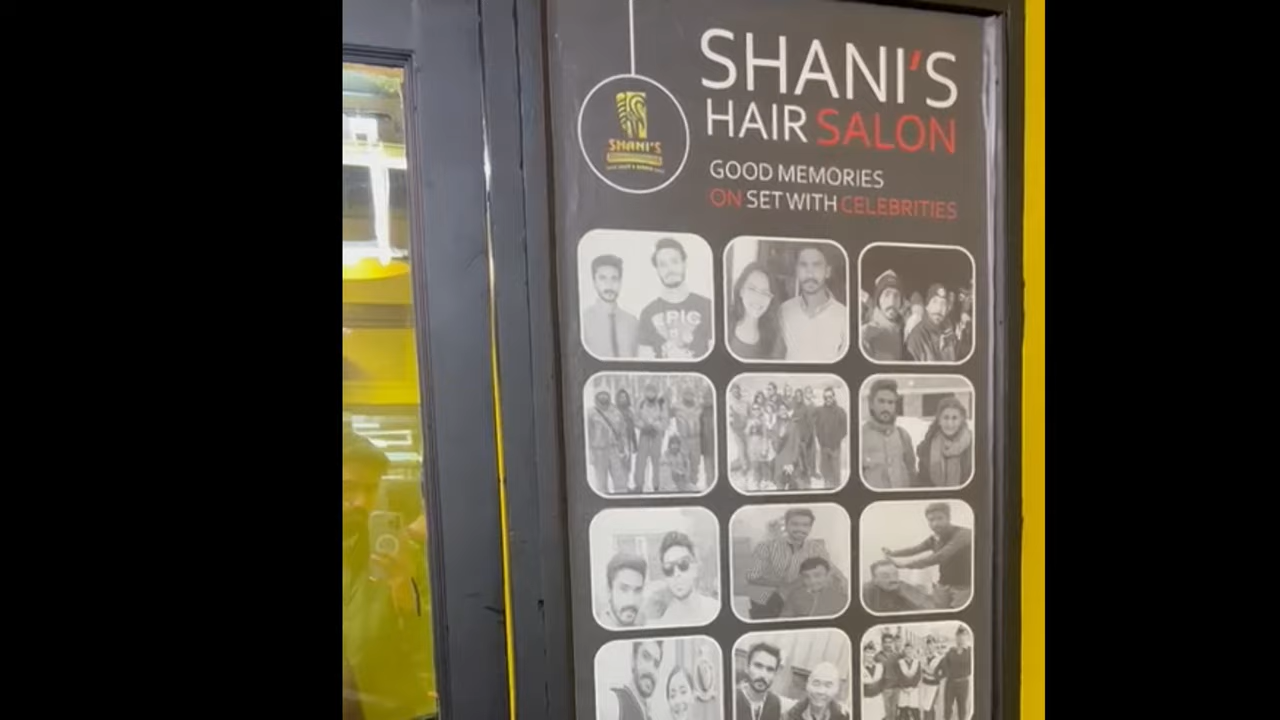 SHANI'S
HAIR SALON
GOOD MEMORIES
ON SET WITH CELEBRITIES
SHANI'S
EPIC